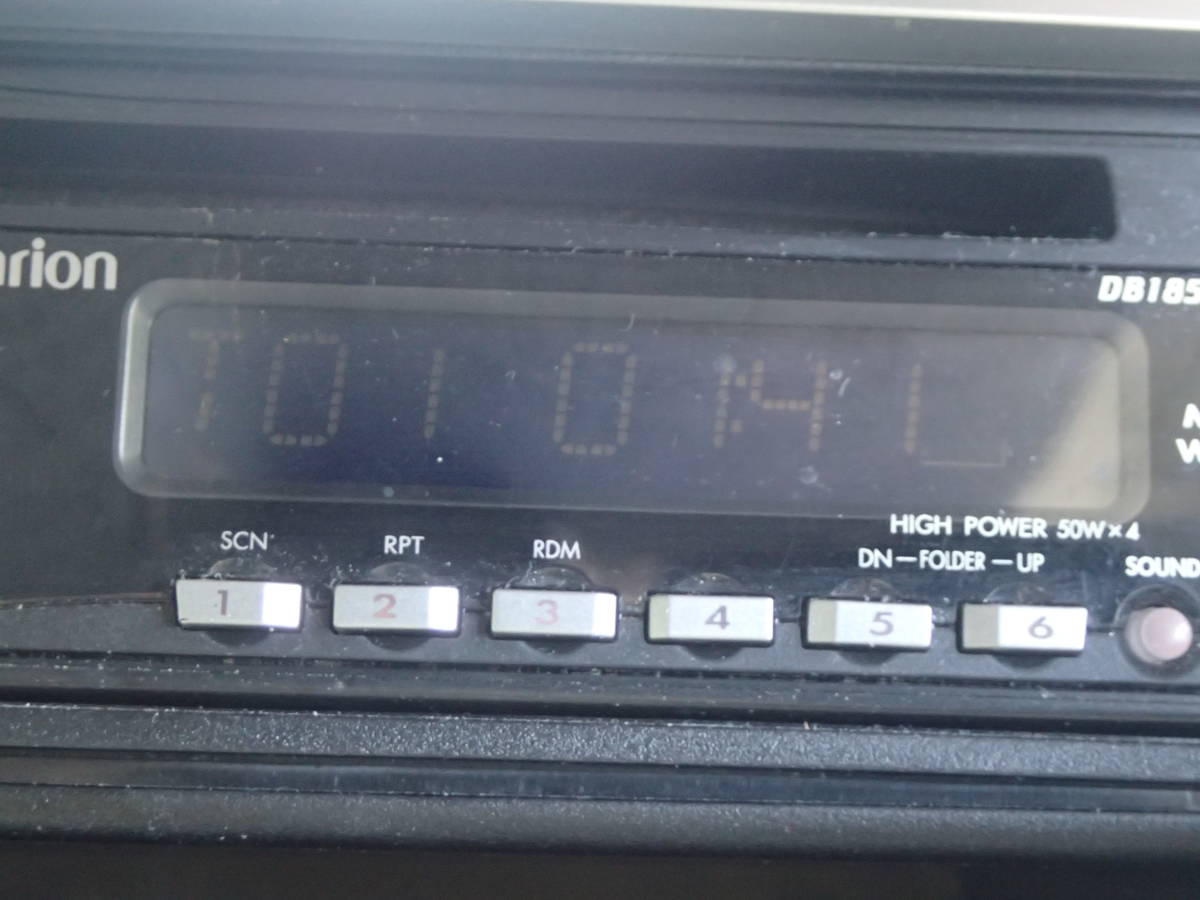 arion
DB185
T01 0:14
SCN RPT RDM
HIGH POWER 50W×4
DN — FOLDER — UP
SOUND
1 2 3 4 5 6